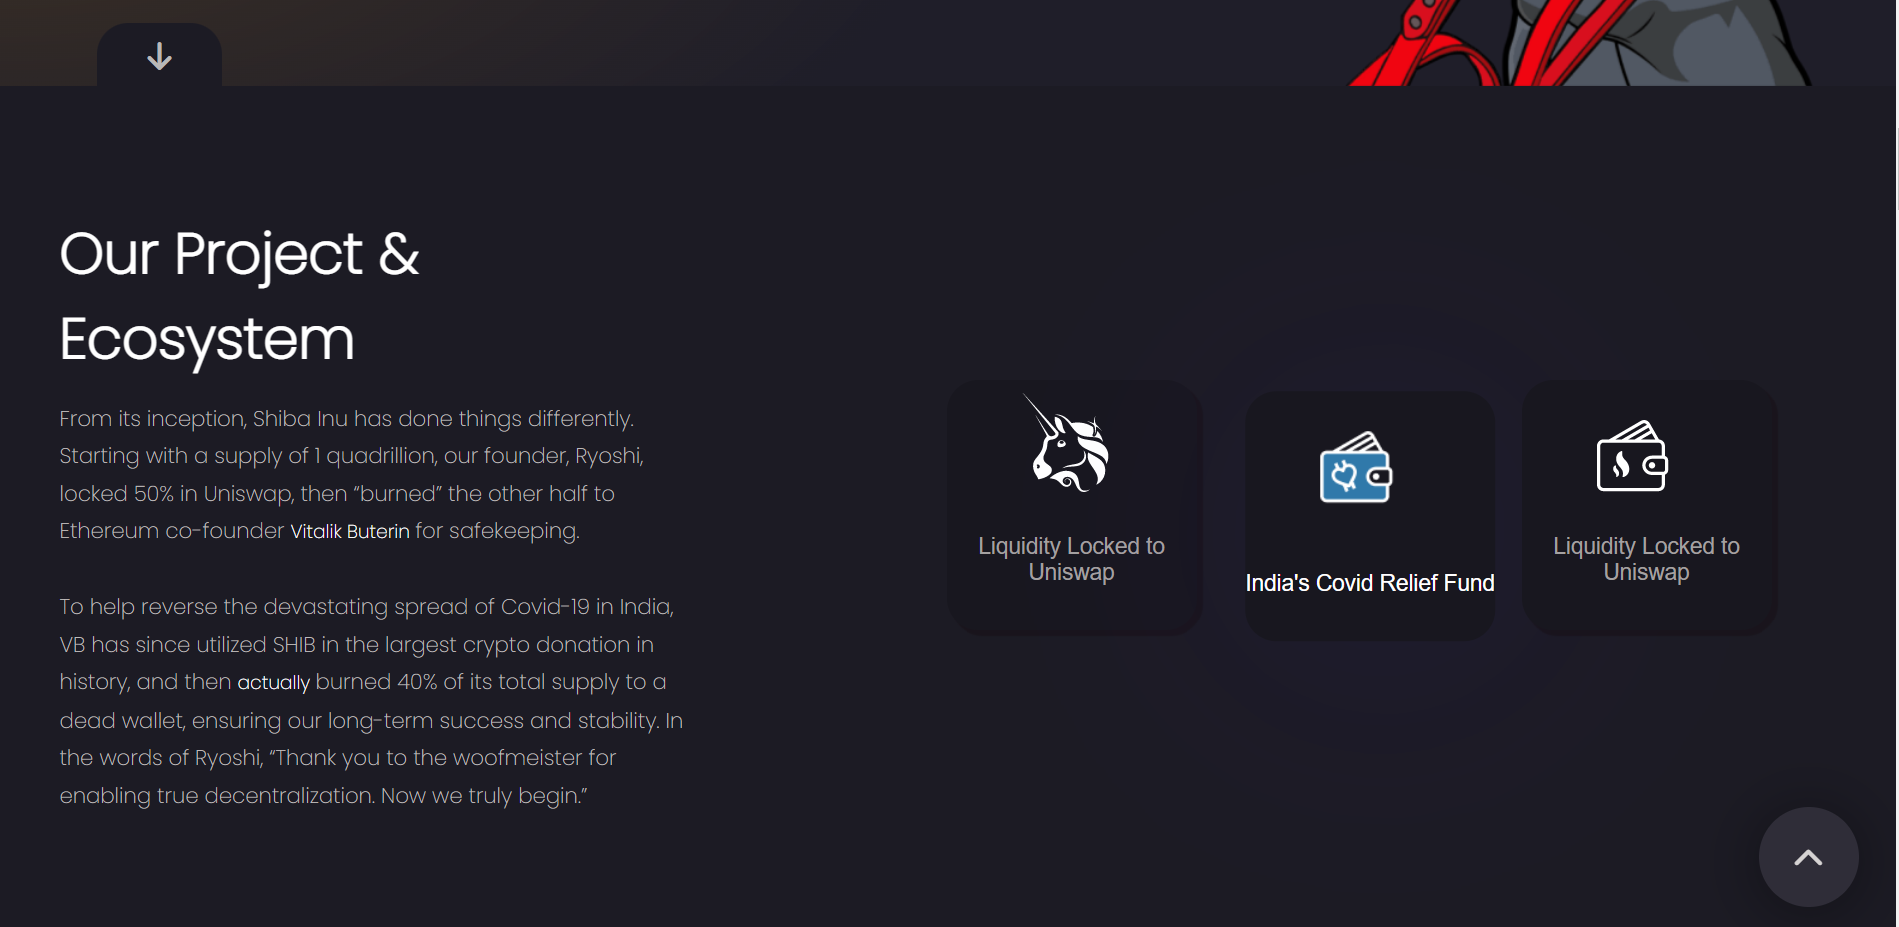 Our Project &
Ecosystem
From its inception, Shiba Inu has done things differently.
Starting with a supply of 1 quadrillion, our founder, Ryoshi,
locked 50% in Uniswap, then “burned” the other half to
Ethereum co-founder Vitalik Buterin for safekeeping.
To help reverse the devastating spread of Covid-19 in India,
VB has since utilized SHIB in the largest crypto donation in
history, and then actually burned 40% of its total supply to a
dead wallet, ensuring our long-term success and stability. In
the words of Ryoshi, “Thank you to the woofmeister for
enabling true decentralization. Now we truly begin.”
Liquidity Locked to
Uniswap
India's Covid Relief Fund
Liquidity Locked to
Uniswap